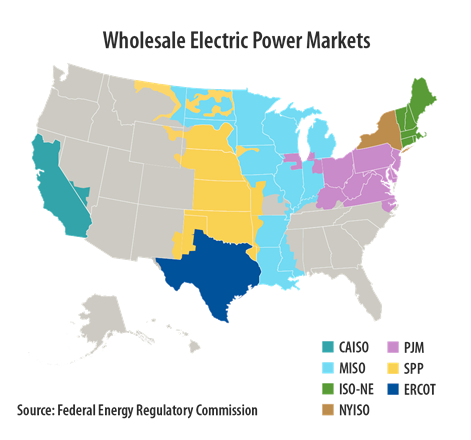 Wholesale Electric Power Markets
CAISO
MISO
ISO-NE
NYISO
PJM
SPP
ERCOT
Source: Federal Energy Regulatory Commission